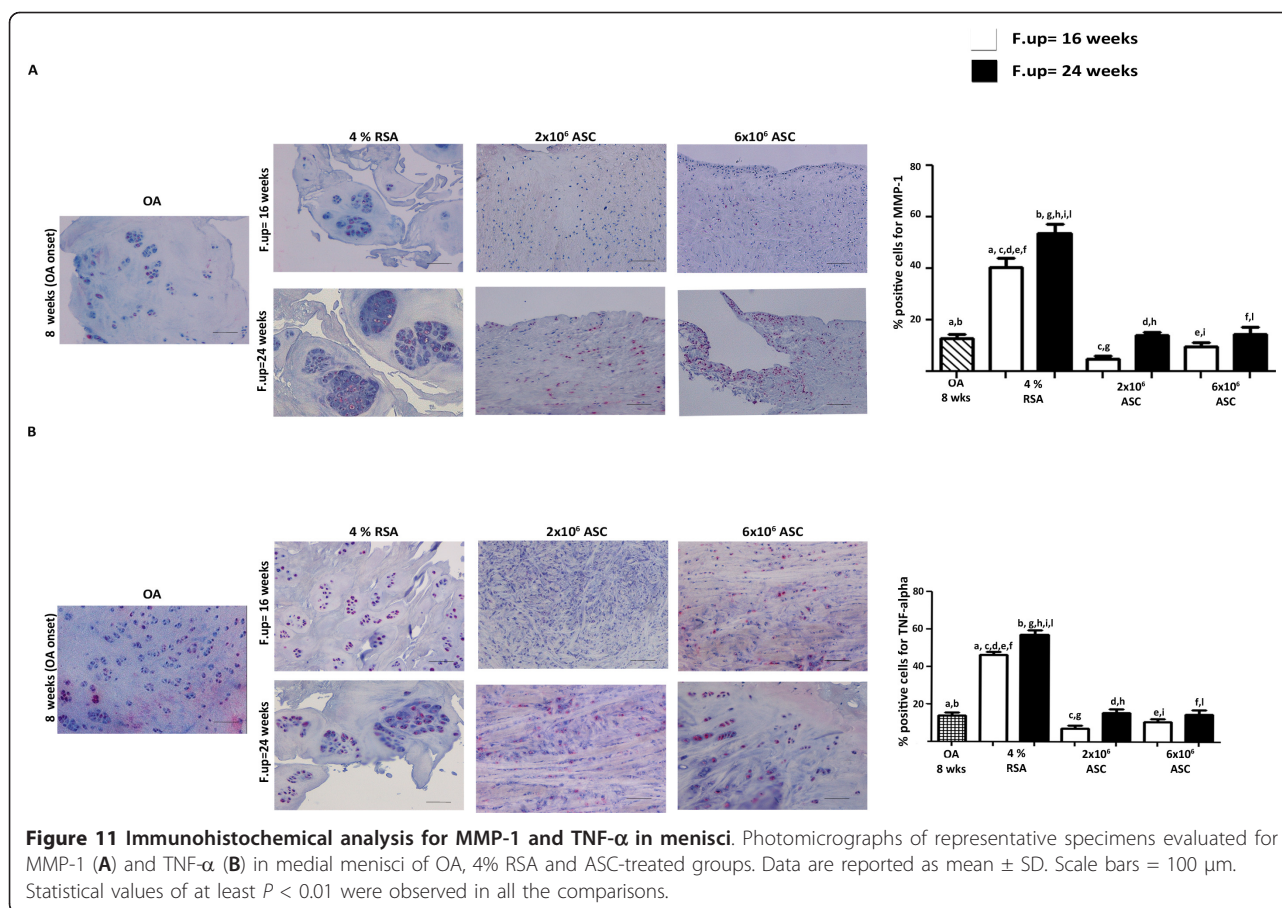 F.up= 16 weeks
F.up= 24 weeks
A
4 % RSA
2x10⁶ ASC
6x10⁶ ASC
OA
8 weeks (OA onset)
F.up= 16 weeks
F.up=24 weeks
% positive cells for MMP-1
80
60
40
20
a,b
a, c,d,e,f
b, g,h,i,l
c,g
d,h
e,i
f,l
OA
8 wks
4 %
RSA
2x10⁶
ASC
6x10⁶
ASC
B
4 % RSA
2x10⁶ ASC
6x10⁶ ASC
OA
8 weeks (OA onset)
F.up= 16 weeks
F.up=24 weeks
% positive cells for TNF-alpha
80
60
40
20
a,b
a, c,d,e,f
b, g,h,i,l
c,g
d,h
e,i
f,l
OA
8 wks
4 %
RSA
2x10⁶
ASC
6x10⁶
ASC
Figure 11 Immunohistochemical analysis for MMP-1 and TNF-α in menisci. Photomicrographs of representative specimens evaluated for
MMP-1 (A) and TNF-α (B) in medial menisci of OA, 4% RSA and ASC-treated groups. Data are reported as mean ± SD. Scale bars = 100 μm.
Statistical values of at least P < 0.01 were observed in all the comparisons.